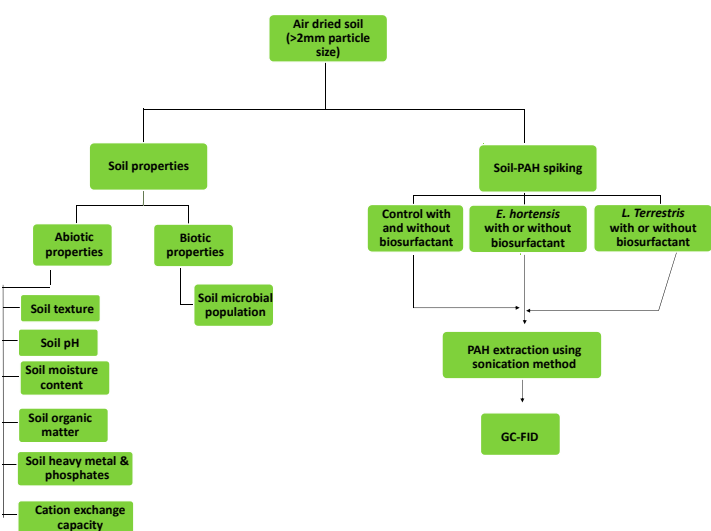 Air dried soil
(>2mm particle
size)
Soil properties
Soil-PAH spiking
Control with
and without
biosurfactant
E. hortensis
with or without
biosurfactant
L. Terrestris
with or without
biosurfactant
Abiotic
properties
Biotic
properties
Soil microbial
population
Soil texture
Soil pH
Soil moisture
content
Soil organic
matter
Soil heavy metal &
phosphates
Cation exchange
capacity
PAH extraction using
sonication method
GC-FID